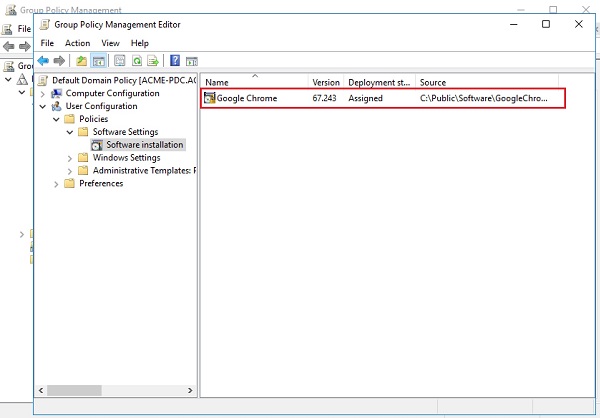 Group Policy Management
File
Gro
Group Policy Management Editor
File Action View Help
Default Domain Policy [ACME-PDC.AC
Computer Configuration
User Configuration
Policies
Software Settings
Software installation
Windows Settings
Administrative Templates: P
Preferences
Name Version Deployment st... Source
Google Chrome 67.243 Assigned C:\Public\Software\GoogleChro...